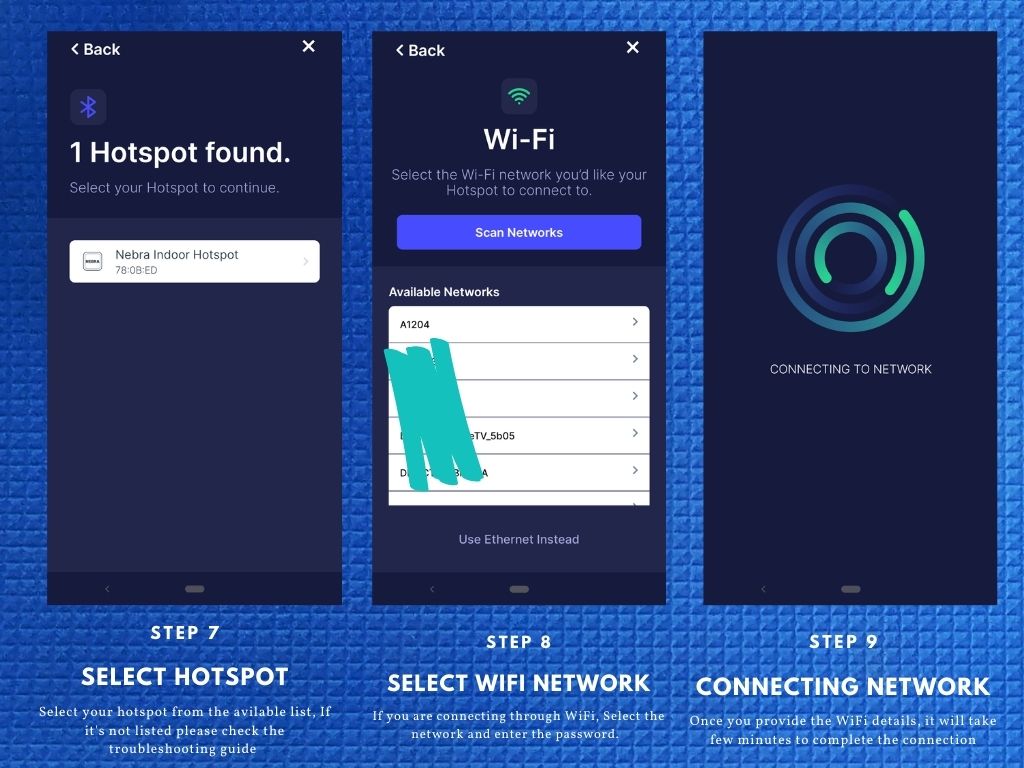 Back
1 Hotspot found.
Select your Hotspot to continue.
NEBRA
Nebra Indoor Hotspot
78:0B:ED
STEP 7
SELECT HOTSPOT
Select your hotspot from the avilable list, If
it's not listed please check the
troubleshooting guide
Back
Wi-Fi
Select the Wi-Fi network you'd like your
Hotspot to connect to.
Scan Networks
Available Networks
A1204
eTV_5b05
Use Ethernet Instead
STEP 8
SELECT WIFI NETWORK
If you are connecting through WiFi, Select the
network and enter the password.
CONNECTING TO NETWORK
STEP 9
CONNECTING NETWORK
Once you provide the WiFi details, it will take
few minutes to complete the connection